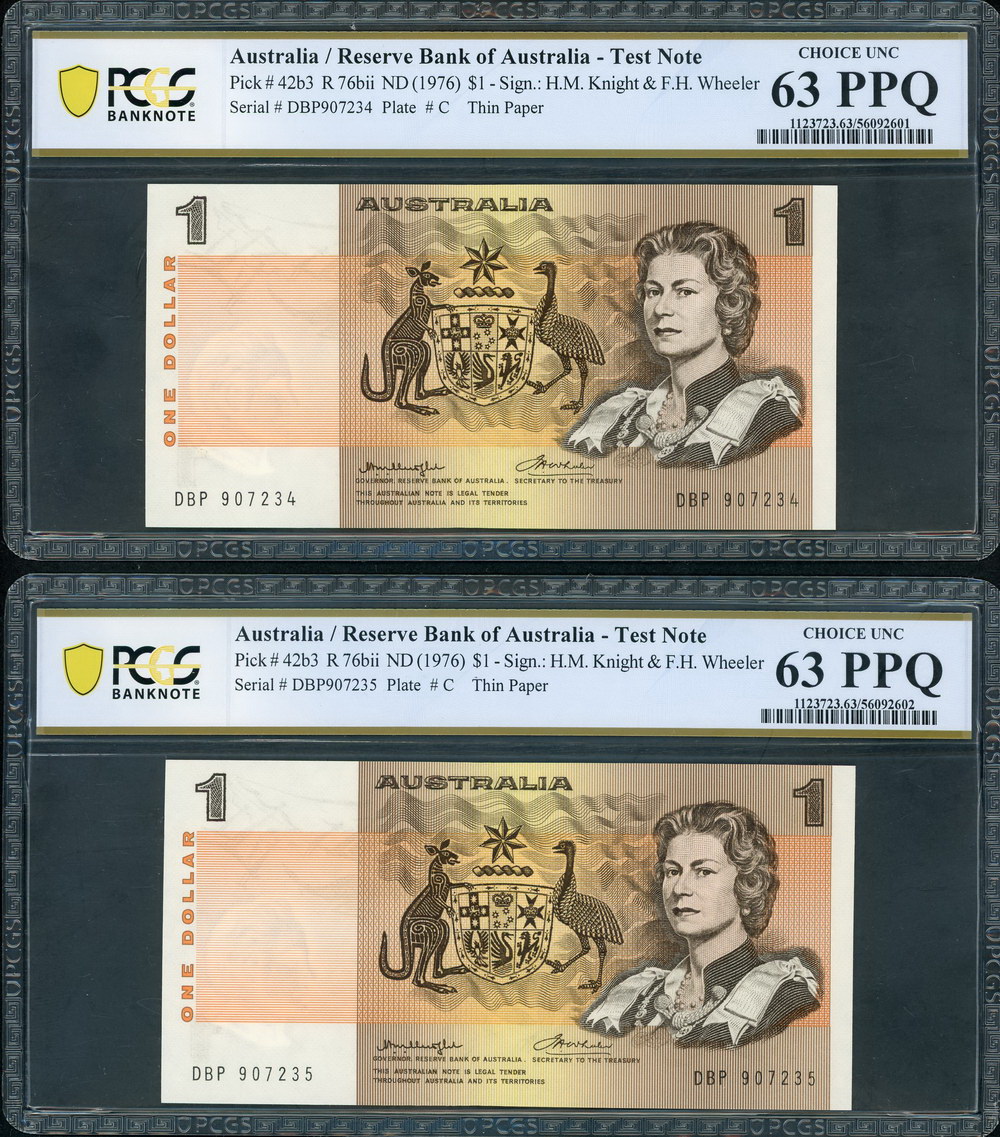 PCGS
BANKNOTE
Australia / Reserve Bank of Australia - Test Note
Pick # 42b3 R 76bii ND (1976) $1 - Sign.: H.M. Knight & F.H. Wheeler
Serial # DBP907234 Plate # C Thin Paper
CHOICE UNC
63 PPQ
1123723.63/56092601
1
AUSTRALIA
1
ONE DOLLAR
GOVERNOR, RESERVE BANK OF AUSTRALIA. SECRETARY TO THE TREASURY
THIS AUSTRALIAN NOTE IS LEGAL TENDER
THROUGHOUT AUSTRALIA AND ITS TERRITORIES
DBP 907234
DBP 907234
PCGS
PCGS
PCGS
PCGS
BANKNOTE
Australia / Reserve Bank of Australia - Test Note
Pick # 42b3 R 76bii ND (1976) $1 - Sign.: H.M. Knight & F.H. Wheeler
Serial # DBP907235 Plate # C Thin Paper
CHOICE UNC
63 PPQ
1123723.63/56092602
1
AUSTRALIA
1
ONE DOLLAR
GOVERNOR, RESERVE BANK OF AUSTRALIA. SECRETARY TO THE TREASURY
THIS AUSTRALIAN NOTE IS LEGAL TENDER
THROUGHOUT AUSTRALIA AND ITS TERRITORIES
DBP 907235
DBP 907235
PCGS
PCGS
PCGS